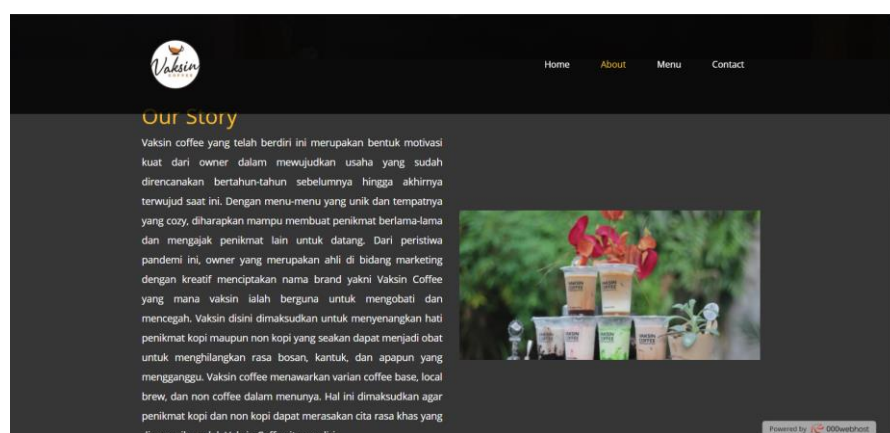 Vaksin
COFFEE
Home About Menu Contact
Our Story
Vaksin coffee yang telah berdiri ini merupakan bentuk motivasi
kuat dari owner dalam mewujudkan usaha yang sudah
direncanakan bertahun-tahun sebelumnya hingga akhirnya
terwujud saat ini. Dengan menu-menu yang unik dan tempatnya
yang cozy, diharapkan mampu membuat penikmat berlama-lama
dan mengajak penikmat lain untuk datang. Dari peristiwa
pandemi ini, owner yang merupakan ahli di bidang marketing
dengan kreatif menciptakan nama brand yakni Vaksin Coffee
yang mana vaksin ialah berguna untuk mengobati dan
mencegah. Vaksin disini dimaksudkan untuk menyenangkan hati
penikmat kopi maupun non kopi yang seakan dapat menjadi obat
untuk menghilangkan rasa bosan, kantuk, dan apapun yang
mengganggu. Vaksin coffee menawarkan varian coffee base, local
brew, dan non coffee dalam menunya. Hal ini dimaksudkan agar
penikmat kopi dan non kopi dapat merasakan cita rasa khas yang
VAKSIN COFFEE
VAKSIN COFFEE
Powered by 000webhost